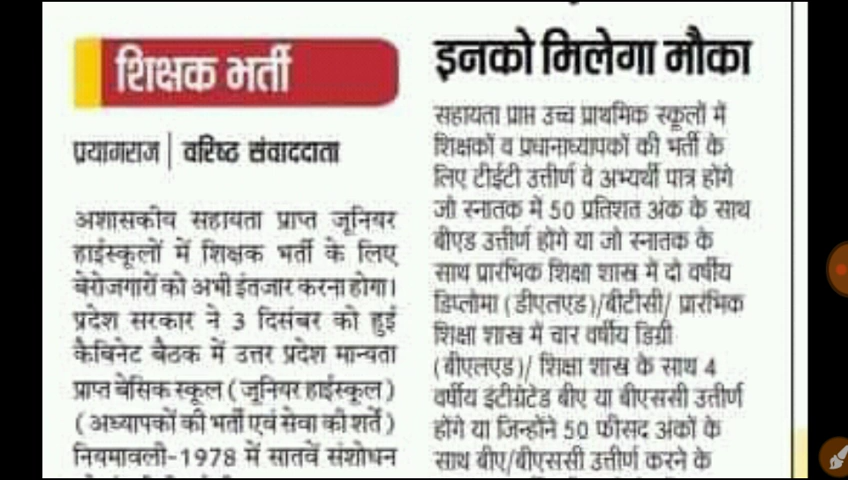 शिक्षक भर्ती
प्रयागराज | वरिष्ठ संवाददाता
अशासकीय सहायता प्राप्त जूनियर
हाईस्कूलों में शिक्षक भर्ती के लिए
बेरोजगारों को अभी इंतजार करना होगा।
प्रदेश सरकार ने 3 दिसंबर को हुई
कैबिनेट बैठक में उत्तर प्रदेश मान्यता
प्राप्त बेसिक स्कूल (जूनियर हाईस्कूल)
(अध्यापकों की भर्ती एवं सेवा की शर्ते)
नियमावली-1978 में सातवें संशोधन
इनको मिलेगा मौका
सहायता प्राप्त उच्च प्राथमिक स्कूलों में
शिक्षकों व प्रधानाध्यापकों की भर्ती के
लिए टीईटी उत्तीर्ण वे अभ्यर्थी पात्र होंगे
जो स्नातक में 50 प्रतिशत अंक के साथ
बीएड उत्तीर्ण होंगे या जो स्नातक के
साथ प्रारंभिक शिक्षा शास्त्र में दो वर्षीय
डिप्लोमा (डीएलएड)/बीटीसी/ प्रारंभिक
शिक्षा शास्त्र में चार वर्षीय डिग्री
(बीएलएड)/ शिक्षा शास्त्र के साथ 4
वर्षीय इंटीग्रेटेड बीए या बीएससी उत्तीर्ण
होंगे या जिन्होंने 50 फीसद अंकों के
साथ बीए/बीएससी उत्तीर्ण करने के